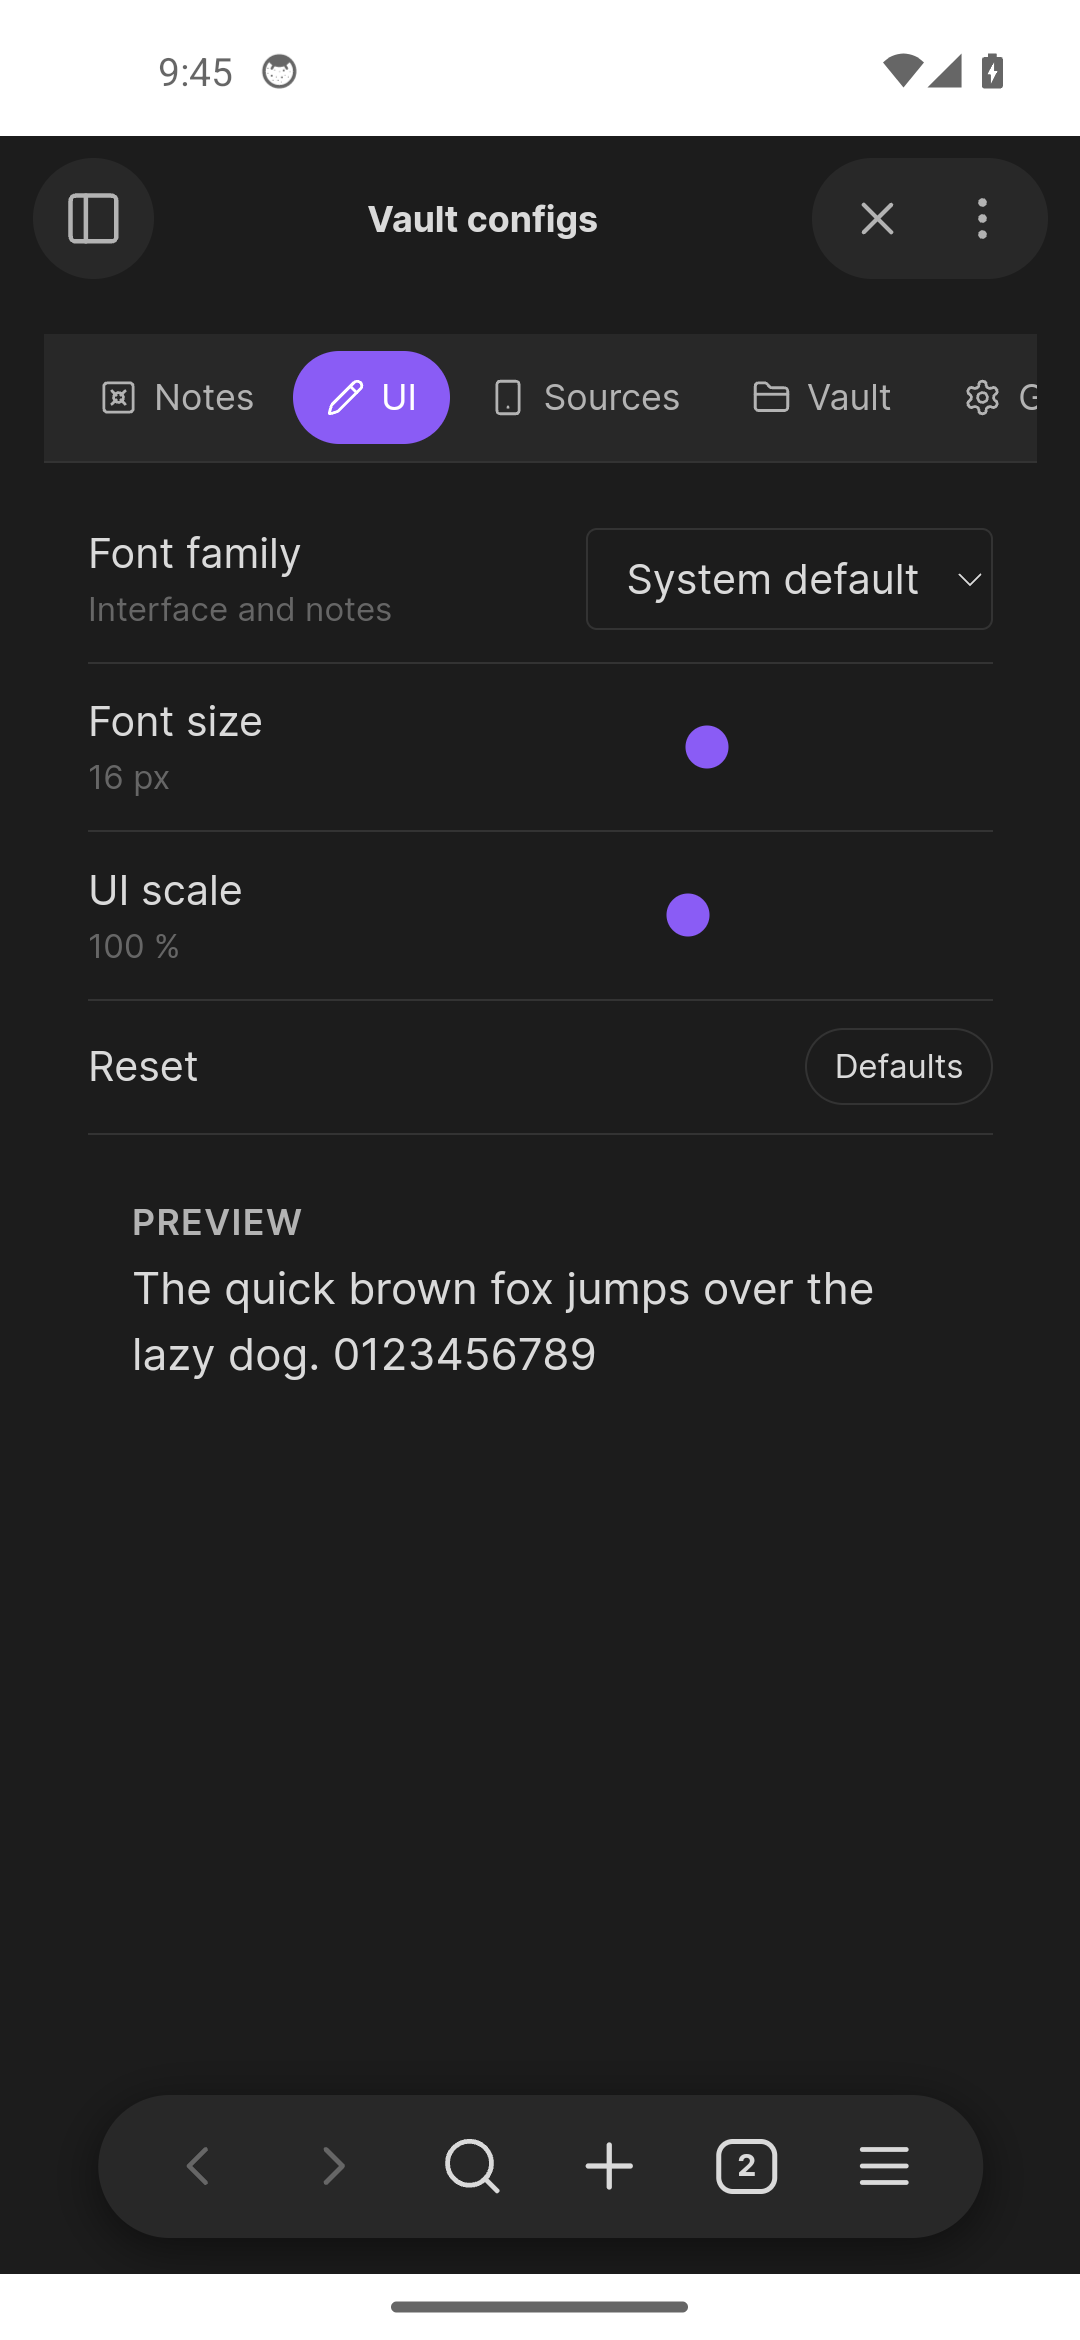 9:45
Vault configs
Notes
UI
Sources
Vault
Font family
System default
Interface and notes
Font size
16 px
UI scale
100 %
Reset
Defaults
PREVIEW
The quick brown fox jumps over the
lazy dog. 0123456789
2